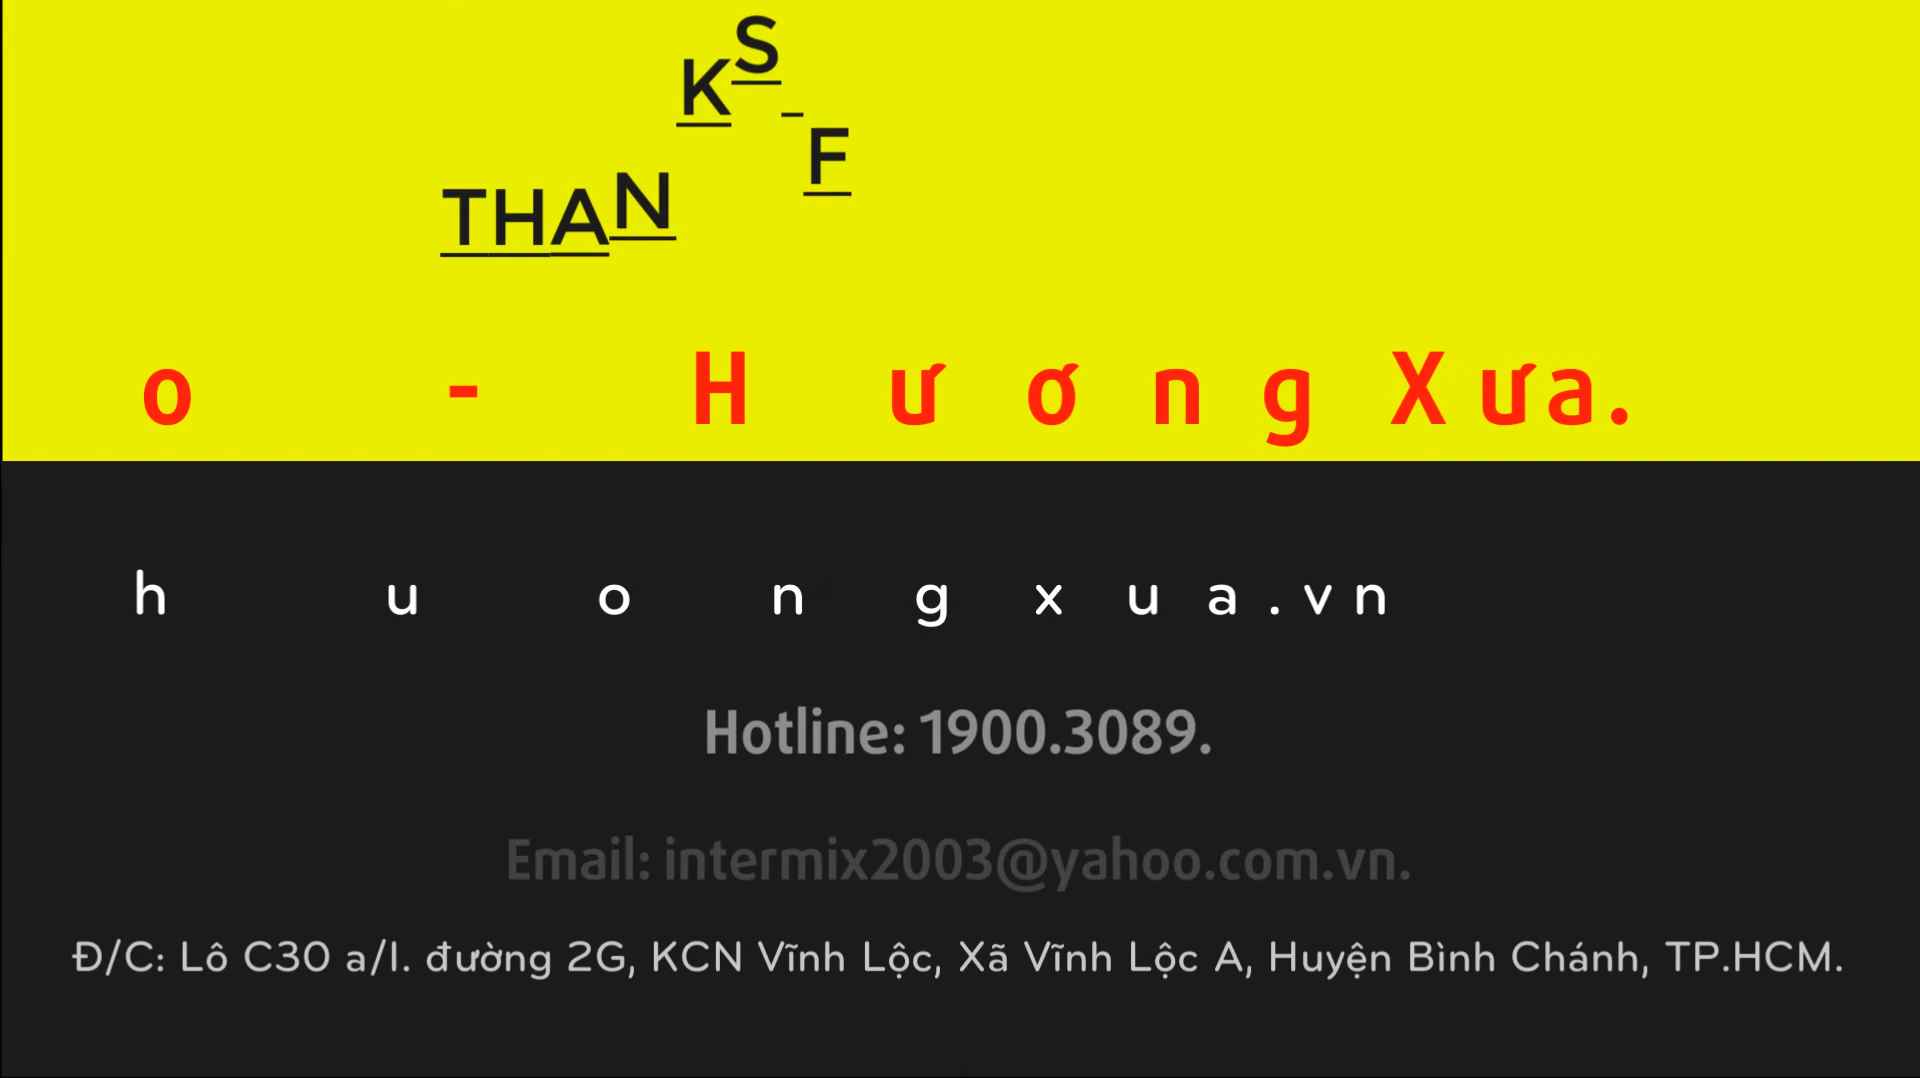 THANKS F
o - Hương Xưa.
huongxua.vn
Hotline: 1900.3089.
Email: intermix2003@yahoo.com.vn.
Đ/C: Lô C30 a/I. đường 2G, KCN Vĩnh Lộc, Xã Vĩnh Lộc A, Huyện Bình Chánh, TP.HCM.